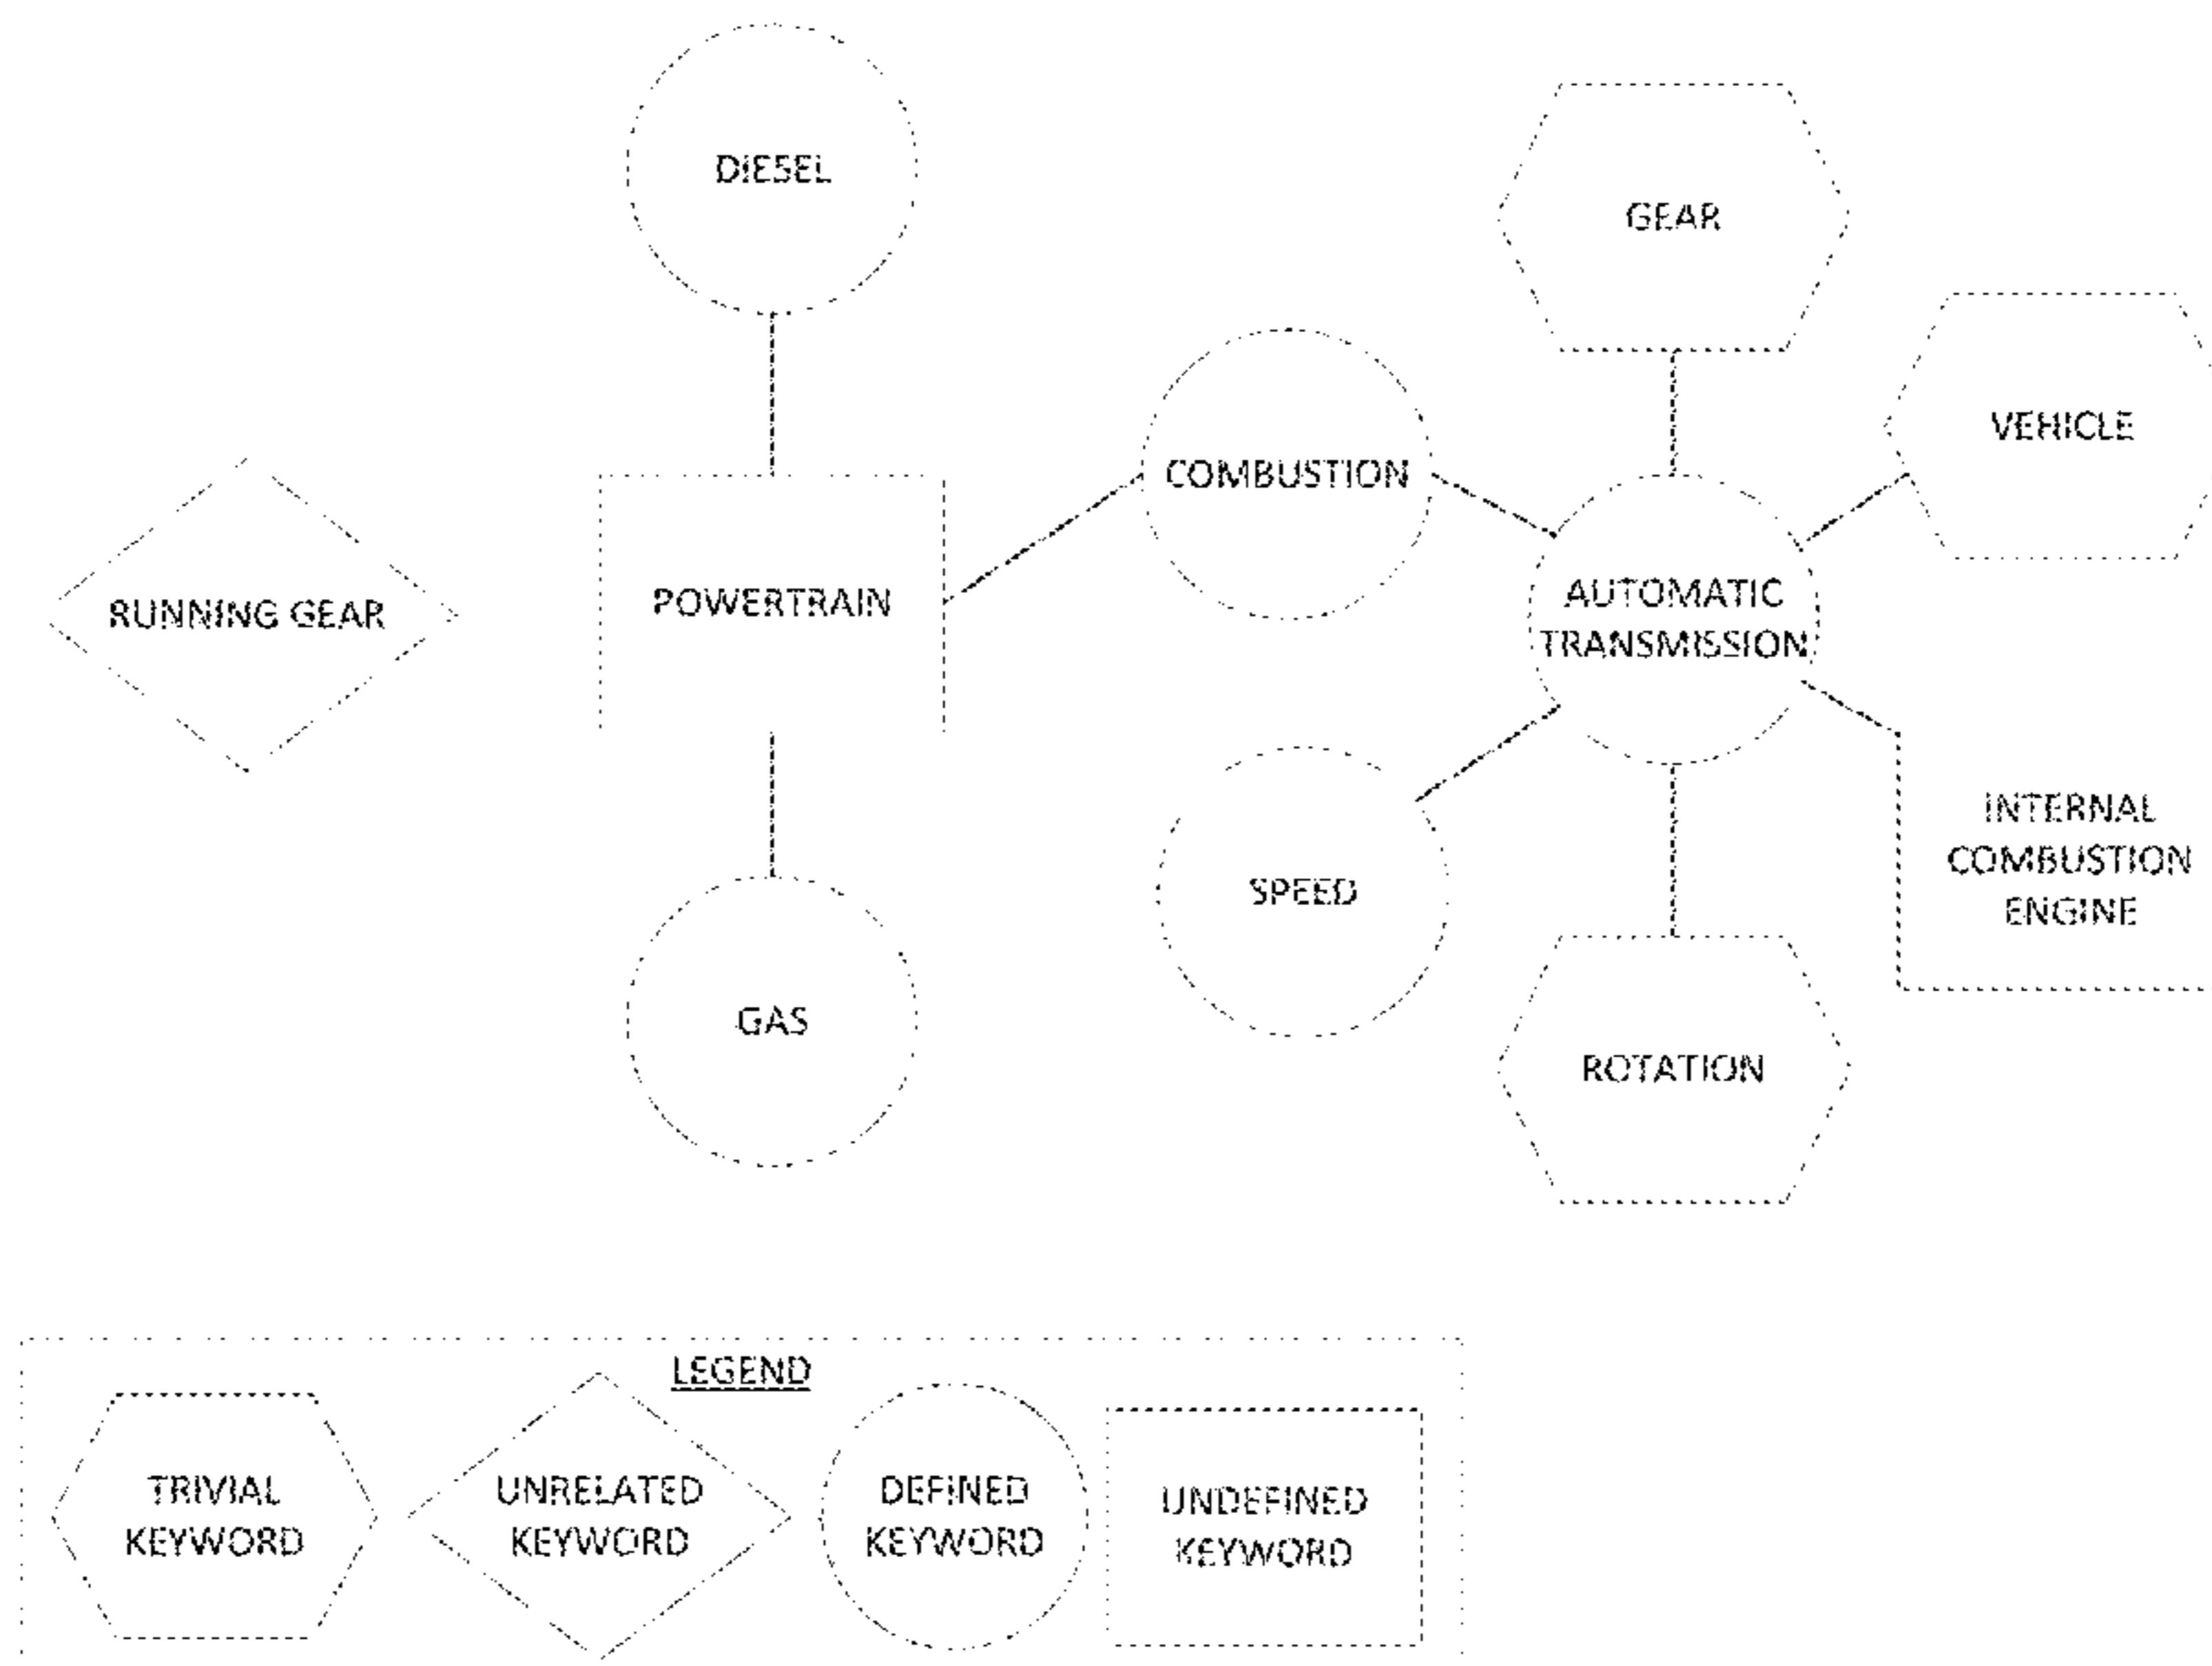 DIESEL
GEAR
VEHICLE
COMBUSTION
RUNNING GEAR
POWERTRAIN
AUTOMATIC
TRANSMISSION
INTERNAL
COMBUSTION
ENGINE
SPEED
GAS
ROTATION
LEGEND
TRIVIAL
KEYWORD
UNRELATED
KEYWORD
DEFINED
KEYWORD
UNDEFINED
KEYWORD